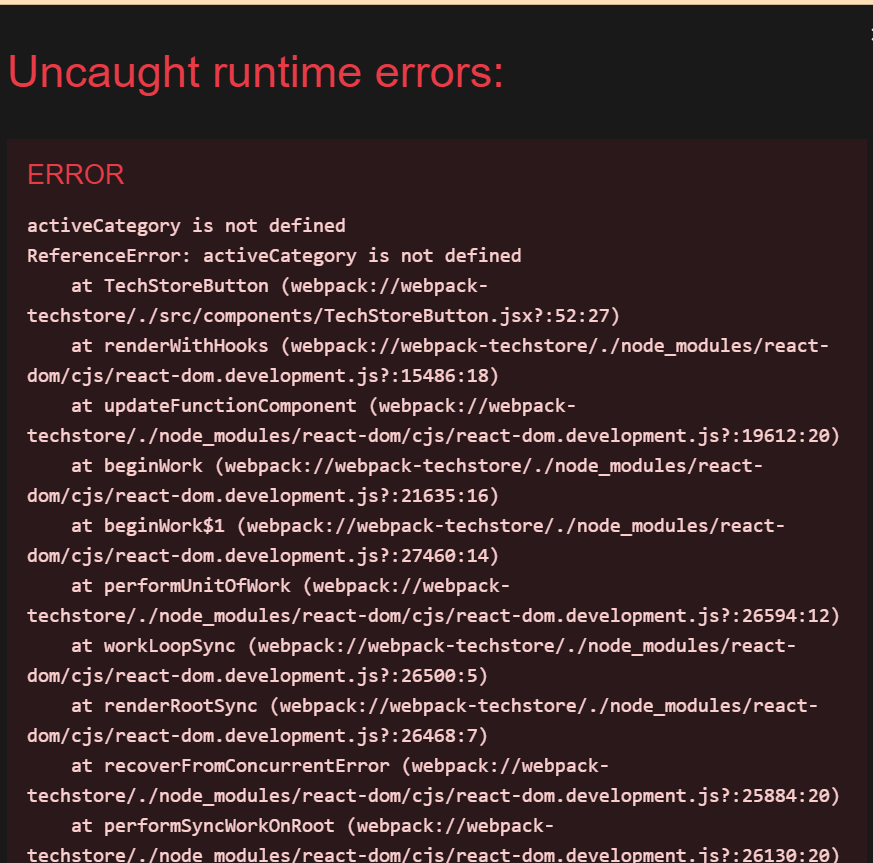 Uncaught runtime errors:
ERROR
activeCategory is not defined
ReferenceError: activeCategory is not defined
    at TechStoreButton (webpack://webpack-
techstore/./src/components/TechStoreButton.jsx?:52:27)
    at renderWithHooks (webpack://webpack-techstore/./node_modules/react-
dom/cjs/react-dom.development.js?:15486:18)
    at updateFunctionComponent (webpack://webpack-
techstore/./node_modules/react-dom/cjs/react-dom.development.js?:19612:20)
    at beginWork (webpack://webpack-techstore/./node_modules/react-
dom/cjs/react-dom.development.js?:21635:16)
    at beginWork$1 (webpack://webpack-techstore/./node_modules/react-
dom/cjs/react-dom.development.js?:27460:14)
    at performUnitOfWork (webpack://webpack-
techstore/./node_modules/react-dom/cjs/react-dom.development.js?:26594:12)
    at workLoopSync (webpack://webpack-techstore/./node_modules/react-
dom/cjs/react-dom.development.js?:26500:5)
    at renderRootSync (webpack://webpack-techstore/./node_modules/react-
dom/cjs/react-dom.development.js?:26468:7)
    at recoverFromConcurrentError (webpack://webpack-
techstore/./node_modules/react-dom/cjs/react-dom.development.js?:25884:20)
    at performSyncWorkOnRoot (webpack://webpack-
techstore/./node_modules/react-dom/cjs/react-dom.development.js?:26130:20)